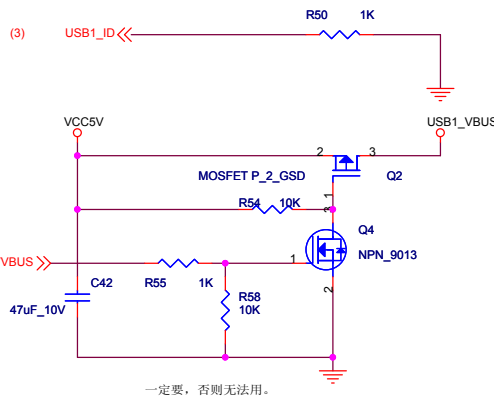 (3) USB1_ID R50 1K
VCC5V USB1_VBUS
2 3
MOSFET P_2_GSD Q2
1
R54 10K 3
Q4
VBUS 1 NPN_9013
C42 R55 1K R58 2
47uF_10V 10K
一定要，否则无法用。